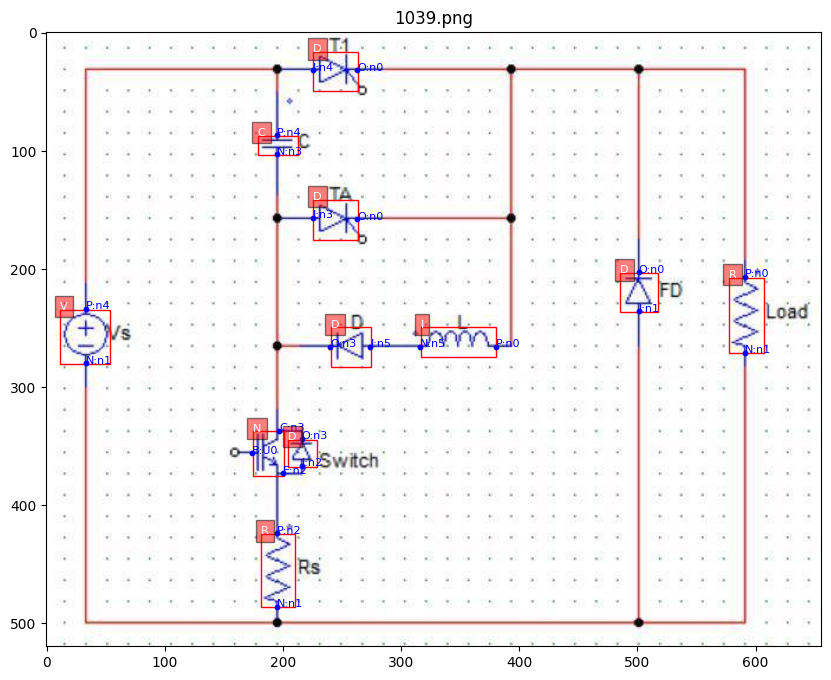 1039.png
0
D T1
I:n4 O:n0
C P:n4 C
N:n3
100
D TA
I:n3 O:n0
200
D O:n0 FD
I:n1
R P:n0 Load
N:n1
V P:n4 Vs
N:n1
D D
O:n3 I:n5
L L
N:n5 P:n0
300
N C:n3
B:U0
E:n2
D O:n3
I:n2
Switch
400
R P:n2
Rs
N:n1
500
0 100 200 300 400 500 600